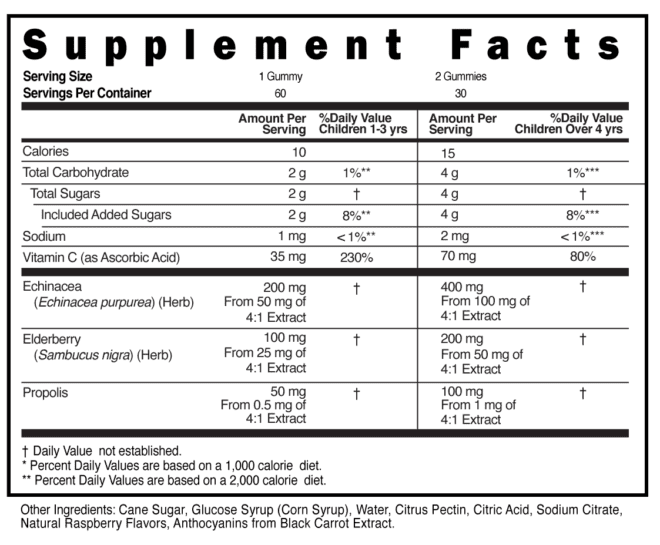 Supplement Facts
Serving Size 1 Gummy 2 Gummies
Servings Per Container 60 30
Amount Per %Daily Value Amount Per %Daily Value
Serving Children 1-3 yrs Serving Children Over 4 yrs
Calories 10 15
Total Carbohydrate 2 g 1%** 4 g 1%***
Total Sugars 2 g † 4 g †
Included Added Sugars 2 g 8%** 4 g 8%***
Sodium 1 mg <1%** 2 mg <1%***
Vitamin C (as Ascorbic Acid) 35 mg 230% 70 mg 80%
Echinacea 200 mg † 400 mg †
(Echinacea purpurea) (Herb) From 50 mg of From 100 mg of
4:1 Extract 4:1 Extract
Elderberry 100 mg † 200 mg †
(Sambucus nigra) (Herb) From 25 mg of From 50 mg of
4:1 Extract 4:1 Extract
Propolis 50 mg † 100 mg †
From 0.5 mg of From 1 mg of
4:1 Extract 4:1 Extract
† Daily Value not established.
* Percent Daily Values are based on a 1,000 calorie diet.
** Percent Daily Values are based on a 2,000 calorie diet.
Other Ingredients: Cane Sugar, Glucose Syrup (Corn Syrup), Water, Citrus Pectin, Citric Acid, Sodium Citrate,
Natural Raspberry Flavors, Anthocyanins from Black Carrot Extract.